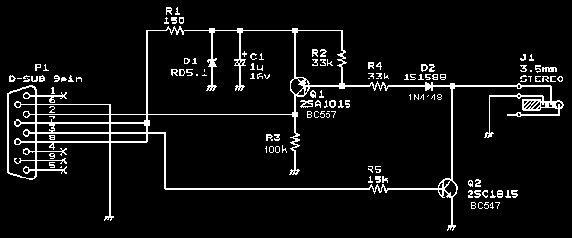 R1
150
P1
D-SUB 9pin
1
6
2
7
3
8
4
9
5
D1
RD5.1
+
C1
1u
16v
R2
33k
Q1
2SA1015
BC557
R3
100k
R4
33k
D2
1S1588
1N4148
J1
3.5mm
STEREO
R5
15k
Q2
2SC1815
BC547